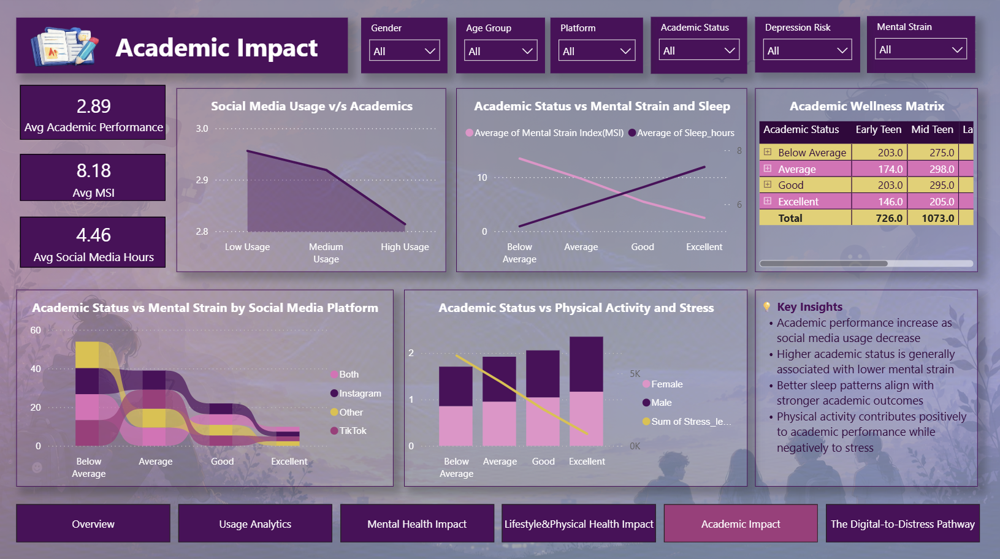 Academic Impact
Gender
All
Age Group
All
Platform
All
Academic Status
All
Depression Risk
All
Mental Strain
All
2.89
Avg Academic Performance
8.18
Avg MSI
4.46
Avg Social Media Hours
Social Media Usage v/s Academics
3.0
2.9
2.8
Low Usage
Medium
Usage
High Usage
Academic Status vs Mental Strain and Sleep
Average of Mental Strain Index(MSI) Average of Sleep_hours
8
10
6
0
Below
Average
Average
Good
Excellent
Academic Wellness Matrix
Academic Status Early Teen Mid Teen La
Below Average 203.0 275.0
Average 174.0 298.0
Good 203.0 295.0
Excellent 146.0 205.0
Total 726.0 1073.0
Academic Status vs Mental Strain by Social Media Platform
60
40
20
0
Below
Average
Average
Good
Excellent
Both
Instagram
Other
TikTok
Academic Status vs Physical Activity and Stress
2
1
0
5K
0K
Below
Average
Average
Good
Excellent
Female
Male
Sum of Stress_le...
Key Insights
• Academic performance increase as
social media usage decrease
• Higher academic status is generally
associated with lower mental strain
• Better sleep patterns align with
stronger academic outcomes
• Physical activity contributes positively
to academic performance while
negatively to stress
Overview
Usage Analytics
Mental Health Impact
Lifestyle&Physical Health Impact
Academic Impact
The Digital-to-Distress Pathway